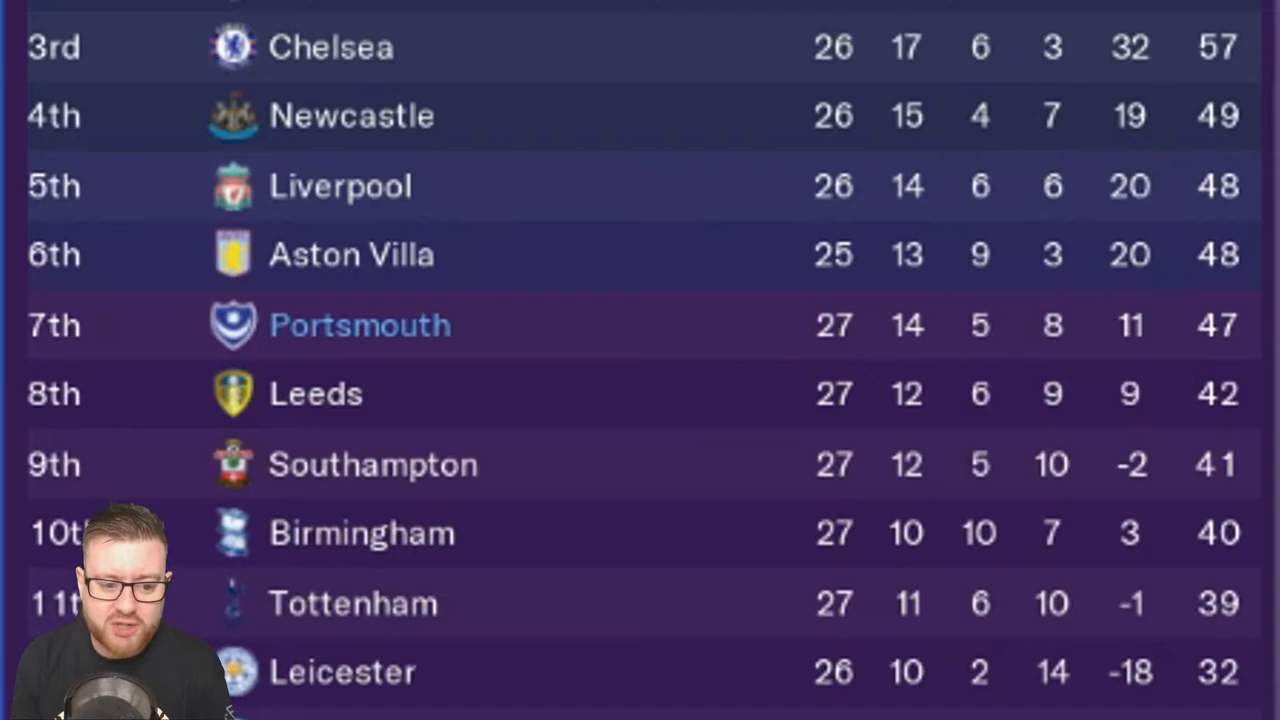 3rd Chelsea 26 17 6 3 32 57
4th Newcastle 26 15 4 7 19 49
5th Liverpool 26 14 6 6 20 48
6th Aston Villa 25 13 9 3 20 48
7th Portsmouth 27 14 5 8 11 47
8th Leeds 27 12 6 9 9 42
9th Southampton 27 12 5 10 -2 41
10t Birmingham 27 10 10 7 3 40
11t Tottenham 27 11 6 10 -1 39
Leicester 26 10 2 14 -18 32